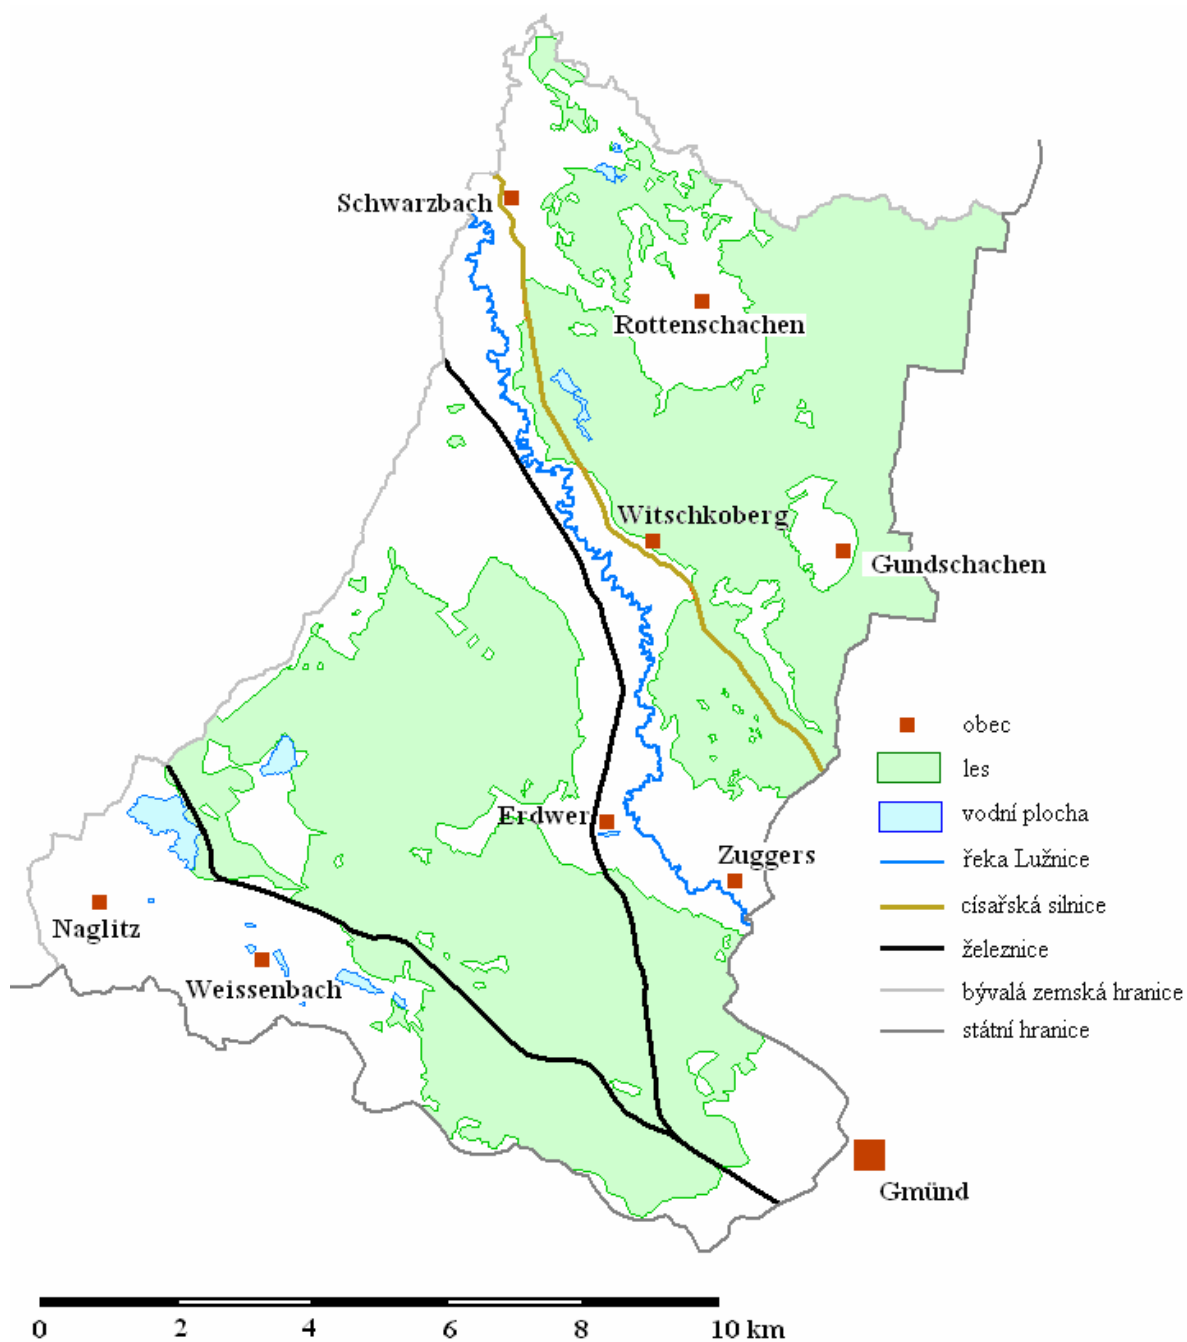 Schwarzbach
Rottenschachen
Witschkoberg
Gundschachen
obec
les
vodní plocha
Erdwer
Zuggers
řeka Lužnice
císařská silnice
Naglitz
železnice
Weissenbach
bývalá zemská hranice
státní hranice
Gmünd
0 2 4 6 8 10 km